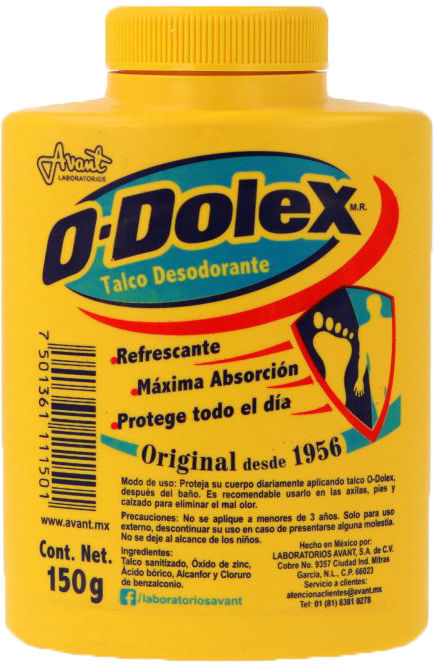 Avant
LABORATORIOS
O-Dolex M.R.
Talco Desodorante
Refrescante
Máxima Absorción
Protege todo el día
Original desde 1956
7 501361 111501
www.avant.mx
Cont. Net.
150g
Modo de uso: Proteja su cuerpo diariamente aplicando talco O-Dolex,
después del baño. Es recomendable usarlo en las axilas, pies y
calzado para eliminar el mal olor.
Precauciones: No se aplique a menores de 3 años. Solo para uso
externo, descontinuar su uso en caso de presentarse alguna molestia.
No se deje al alcance de los niños.
Ingredientes:
Talco sanitizado, Óxido de zinc,
Ácido bórico, Alcanfor y Cloruro
de benzalconio.
f/laboratoriosavant
Hecho en México por:
LABORATORIOS AVANT, S.A. de C.V.
Cobre No. 9357 Ciudad Ind. Mitras
García, N.L., C.P. 66023
Servicio a clientes:
atencionaclientes@avant.mx
Tel: 01 (81) 8381 0278